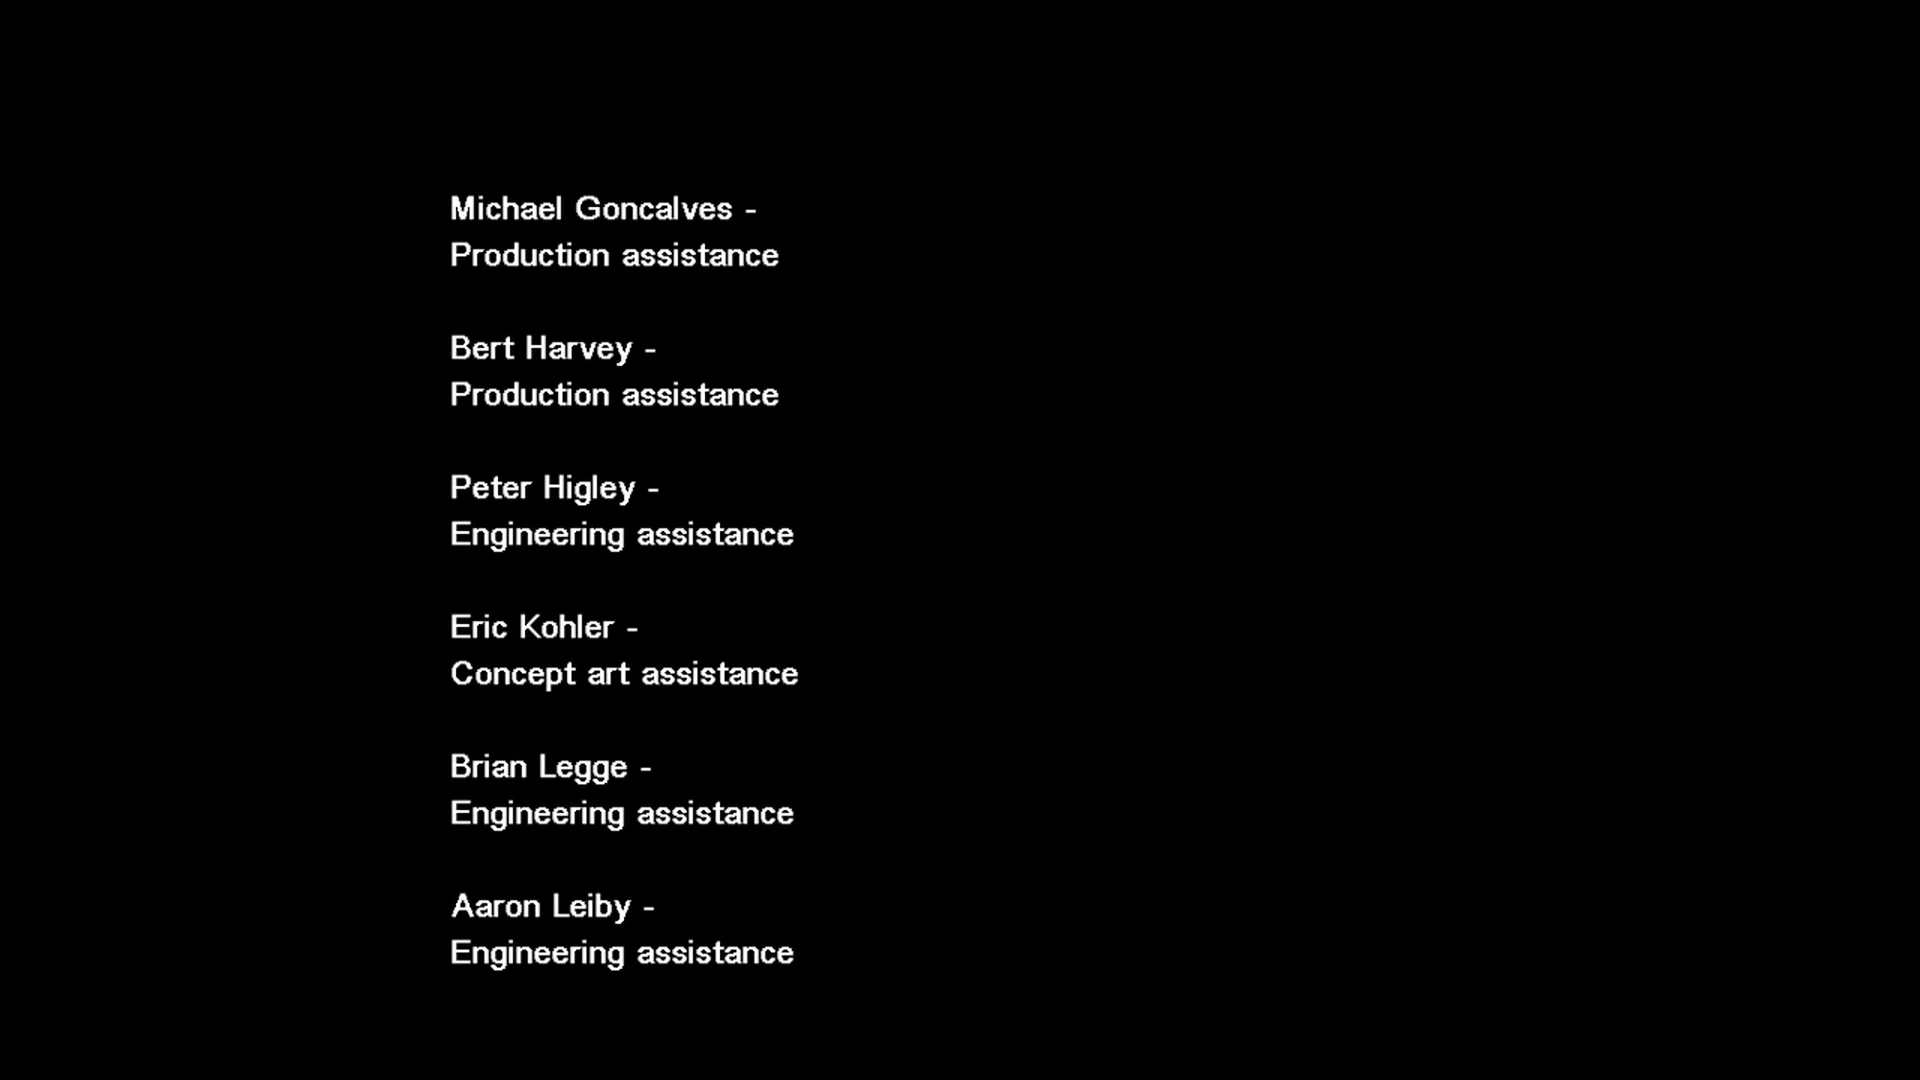 Michael Goncalves -
Production assistance
Bert Harvey -
Production assistance
Peter Higley -
Engineering assistance
Eric Kohler -
Concept art assistance
Brian Legge -
Engineering assistance
Aaron Leiby -
Engineering assistance